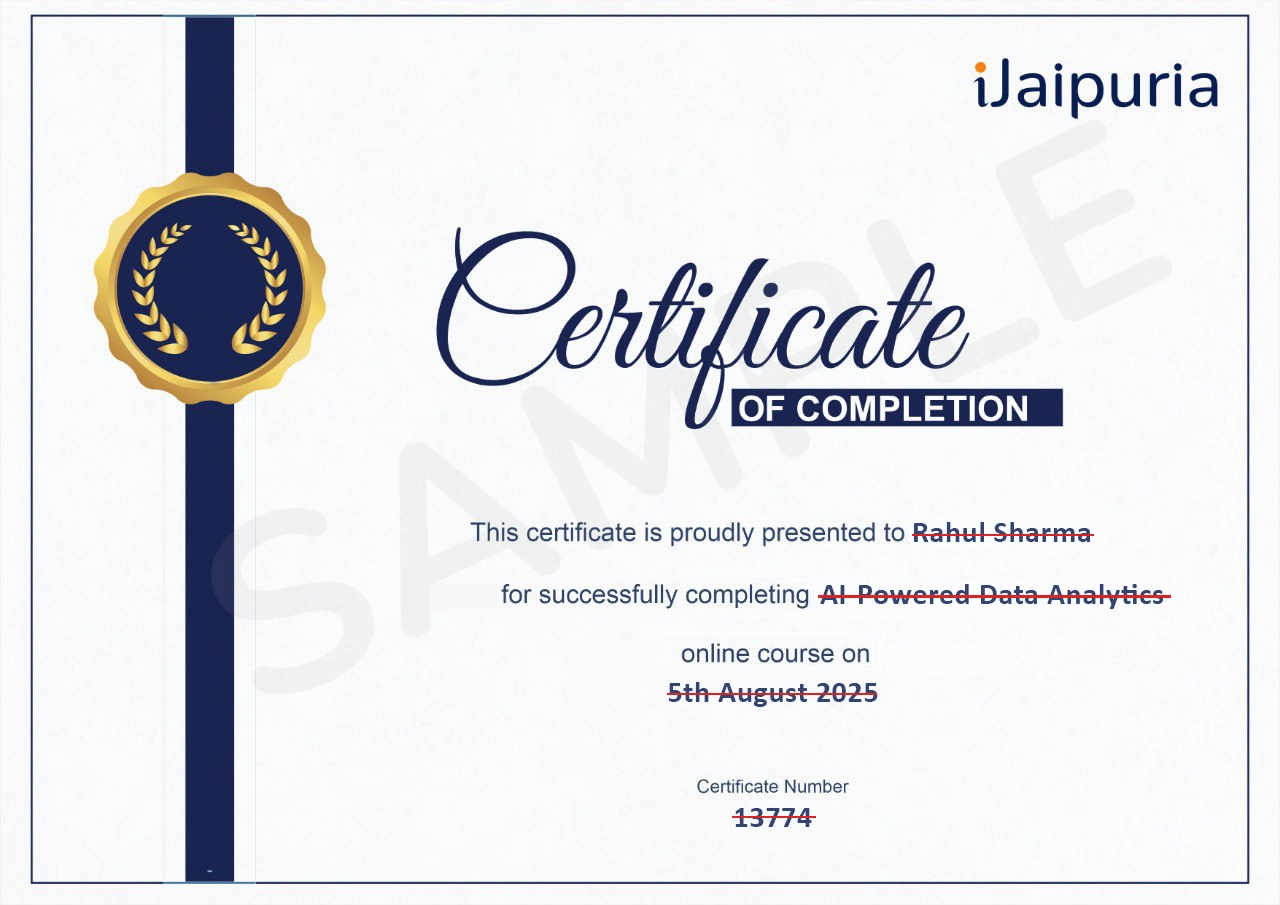 iJaipuria
Certificate
OF COMPLETION
SAMPLE
This certificate is proudly presented to Rahul Sharma
for successfully completing AI-Powered Data Analytics
online course on
5th August 2025
Certificate Number
13774